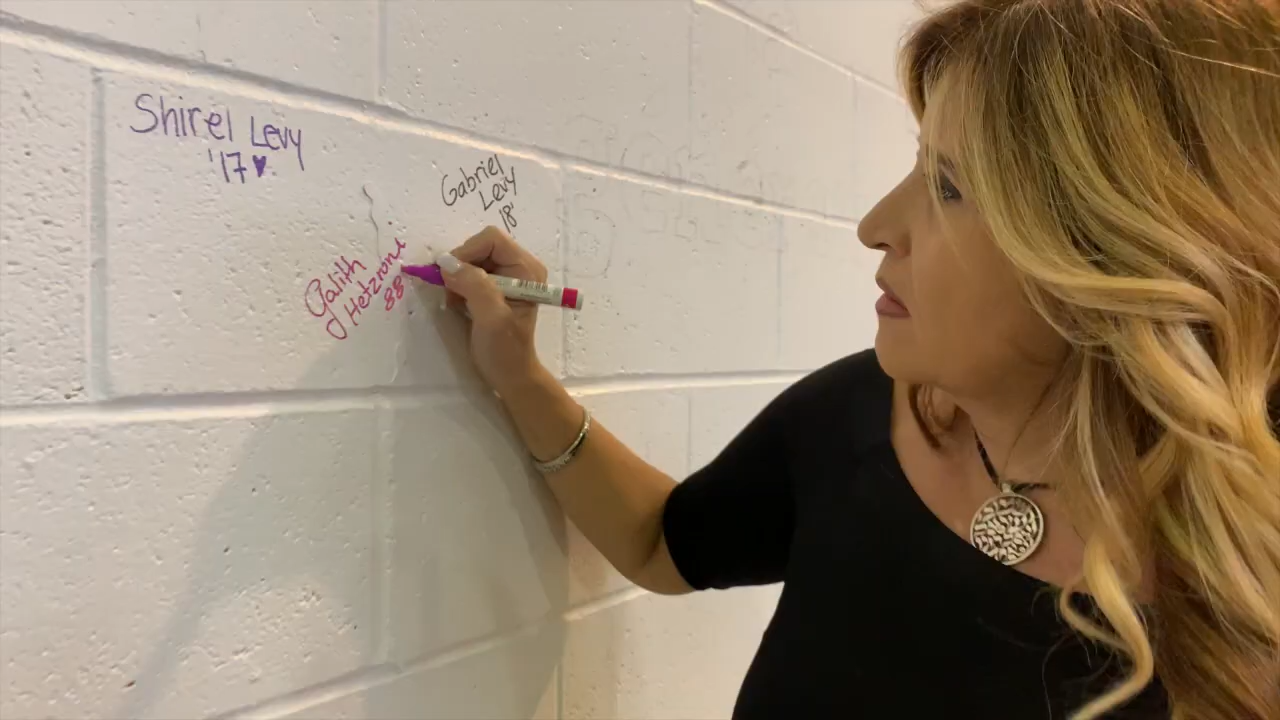 Shirel Levy
'17 ♥
Gabriel
Levy
18'
Galith
Hetzroni
88